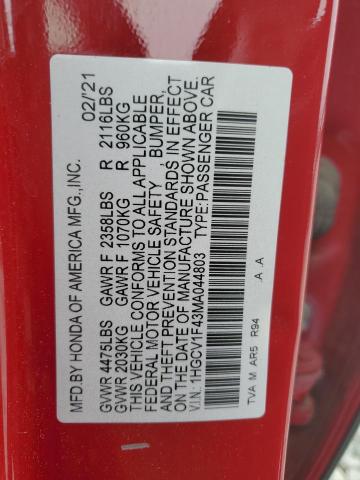 MFD. BY HONDA OF AMERICA MFG.,INC. 02/'21
GVWR 4475LBS GAWR F 2358LBS R 2116LBS
GVWR 2030KG GAWR F 1070KG R 960KG
THIS VEHICLE CONFORMS TO ALL APPLICABLE
FEDERAL MOTOR VEHICLE SAFETY , BUMPER,
AND THEFT PREVENTION STANDARDS IN EFFECT
ON THE DATE OF MANUFACTURE SHOWN ABOVE.
V.I.N.: 1HGCV1F43MA044803 TYPE: PASSENGER CAR
TVA M AR5 R94 .A .A